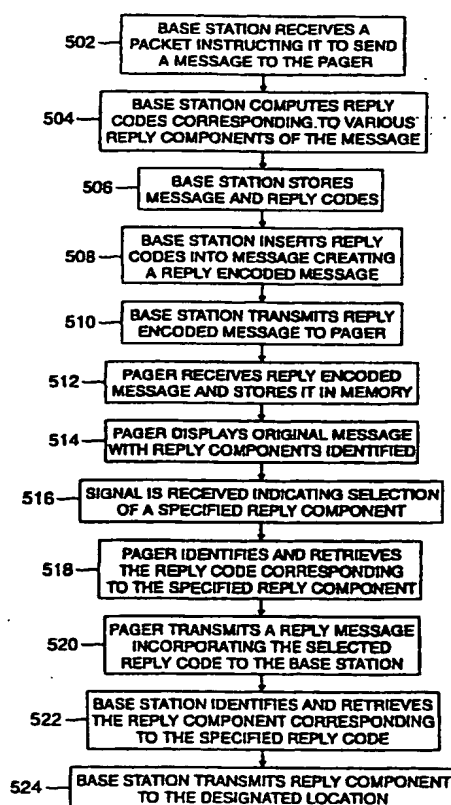 502
BASE STATION RECEIVES A
PACKET INSTRUCTING IT TO SEND
A MESSAGE TO THE PAGER
504
BASE STATION COMPUTES REPLY
CODES CORRESPONDING TO VARIOUS
REPLY COMPONENTS OF THE MESSAGE
506
BASE STATION STORES
MESSAGE AND REPLY CODES
508
BASE STATION INSERTS REPLY
CODES INTO MESSAGE CREATING
A REPLY ENCODED MESSAGE
510
BASE STATION TRANSMITS REPLY
ENCODED MESSAGE TO PAGER
512
PAGER RECEIVES REPLY ENCODED
MESSAGE AND STORES IT IN MEMORY
514
PAGER DISPLAYS ORIGINAL MESSAGE
WITH REPLY COMPONENTS IDENTIFIED
516
SIGNAL IS RECEIVED INDICATING SELECTION
OF A SPECIFIED REPLY COMPONENT
518
PAGER IDENTIFIES AND RETRIEVES
THE REPLY CODE CORRESPONDING
TO THE SPECIFIED REPLY COMPONENT
520
PAGER TRANSMITS A REPLY MESSAGE
INCORPORATING THE SELECTED
REPLY CODE TO THE BASE STATION
522
BASE STATION IDENTIFIES AND RETRIEVES
THE REPLY COMPONENT CORRESPONDING
TO THE SPECIFIED REPLY CODE
524
BASE STATION TRANSMITS REPLY COMPONENT
TO THE DESIGNATED LOCATION